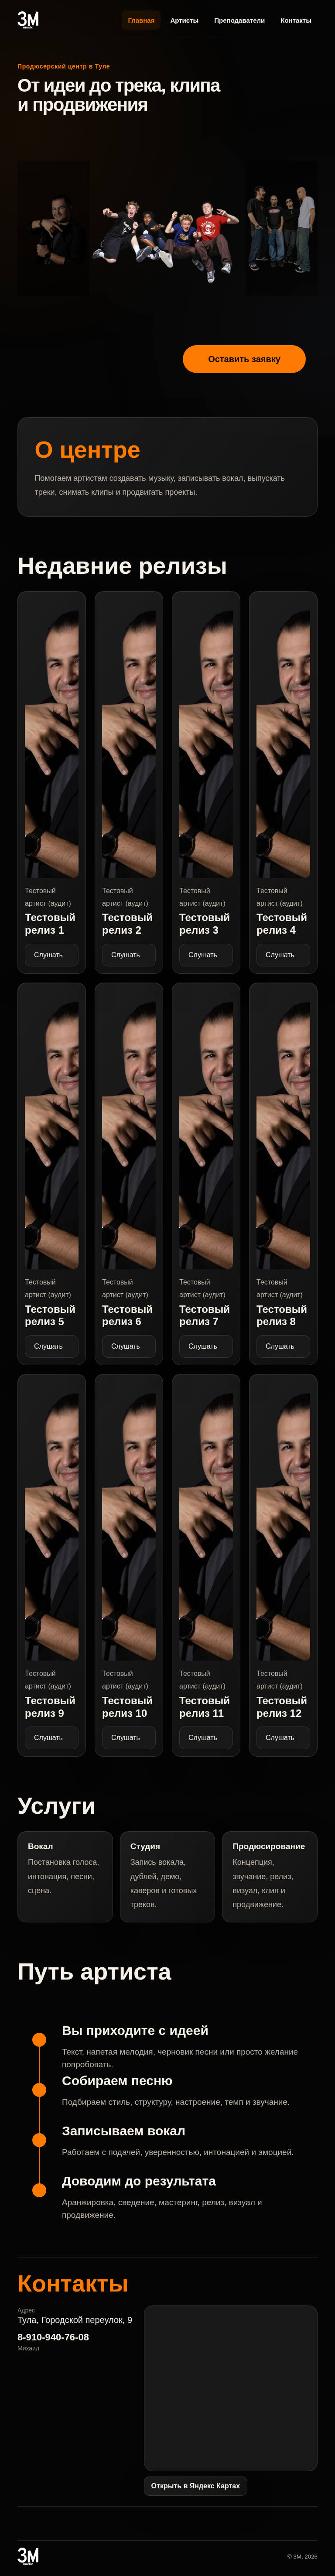 3M
Главная Артисты Преподаватели Контакты
Продюсерский центр в Туле
От идеи до трека, клипа
и продвижения
Оставить заявку
О центре
Помогаем артистам создавать музыку, записывать вокал, выпускать
треки, снимать клипы и продвигать проекты.
Недавние релизы
Тестовый
артист (аудит)
Тестовый
релиз 1
Слушать
Тестовый
артист (аудит)
Тестовый
релиз 2
Слушать
Тестовый
артист (аудит)
Тестовый
релиз 3
Слушать
Тестовый
артист (аудит)
Тестовый
релиз 4
Слушать
Тестовый
артист (аудит)
Тестовый
релиз 5
Слушать
Тестовый
артист (аудит)
Тестовый
релиз 6
Слушать
Тестовый
артист (аудит)
Тестовый
релиз 7
Слушать
Тестовый
артист (аудит)
Тестовый
релиз 8
Слушать
Тестовый
артист (аудит)
Тестовый
релиз 9
Слушать
Тестовый
артист (аудит)
Тестовый
релиз 10
Слушать
Тестовый
артист (аудит)
Тестовый
релиз 11
Слушать
Тестовый
артист (аудит)
Тестовый
релиз 12
Слушать
Услуги
Вокал
Постановка голоса,
интонация, песни,
сцена.
Студия
Запись вокала,
дублей, демо,
каверов и готовых
треков.
Продюсирование
Концепция,
звучание, релиз,
визуал, клип и
продвижение.
Путь артиста
Вы приходите с идеей
Текст, напетая мелодия, черновик песни или просто желание
попробовать.
Собираем песню
Подбираем стиль, структуру, настроение, темп и звучание.
Записываем вокал
Работаем с подачей, уверенностью, интонацией и эмоцией.
Доводим до результата
Аранжировка, сведение, мастеринг, релиз, визуал и
продвижение.
Контакты
Адрес
Тула, Городской переулок, 9
8-910-940-76-08
Михаил
Открыть в Яндекс Картах
3M
© 3M, 2026